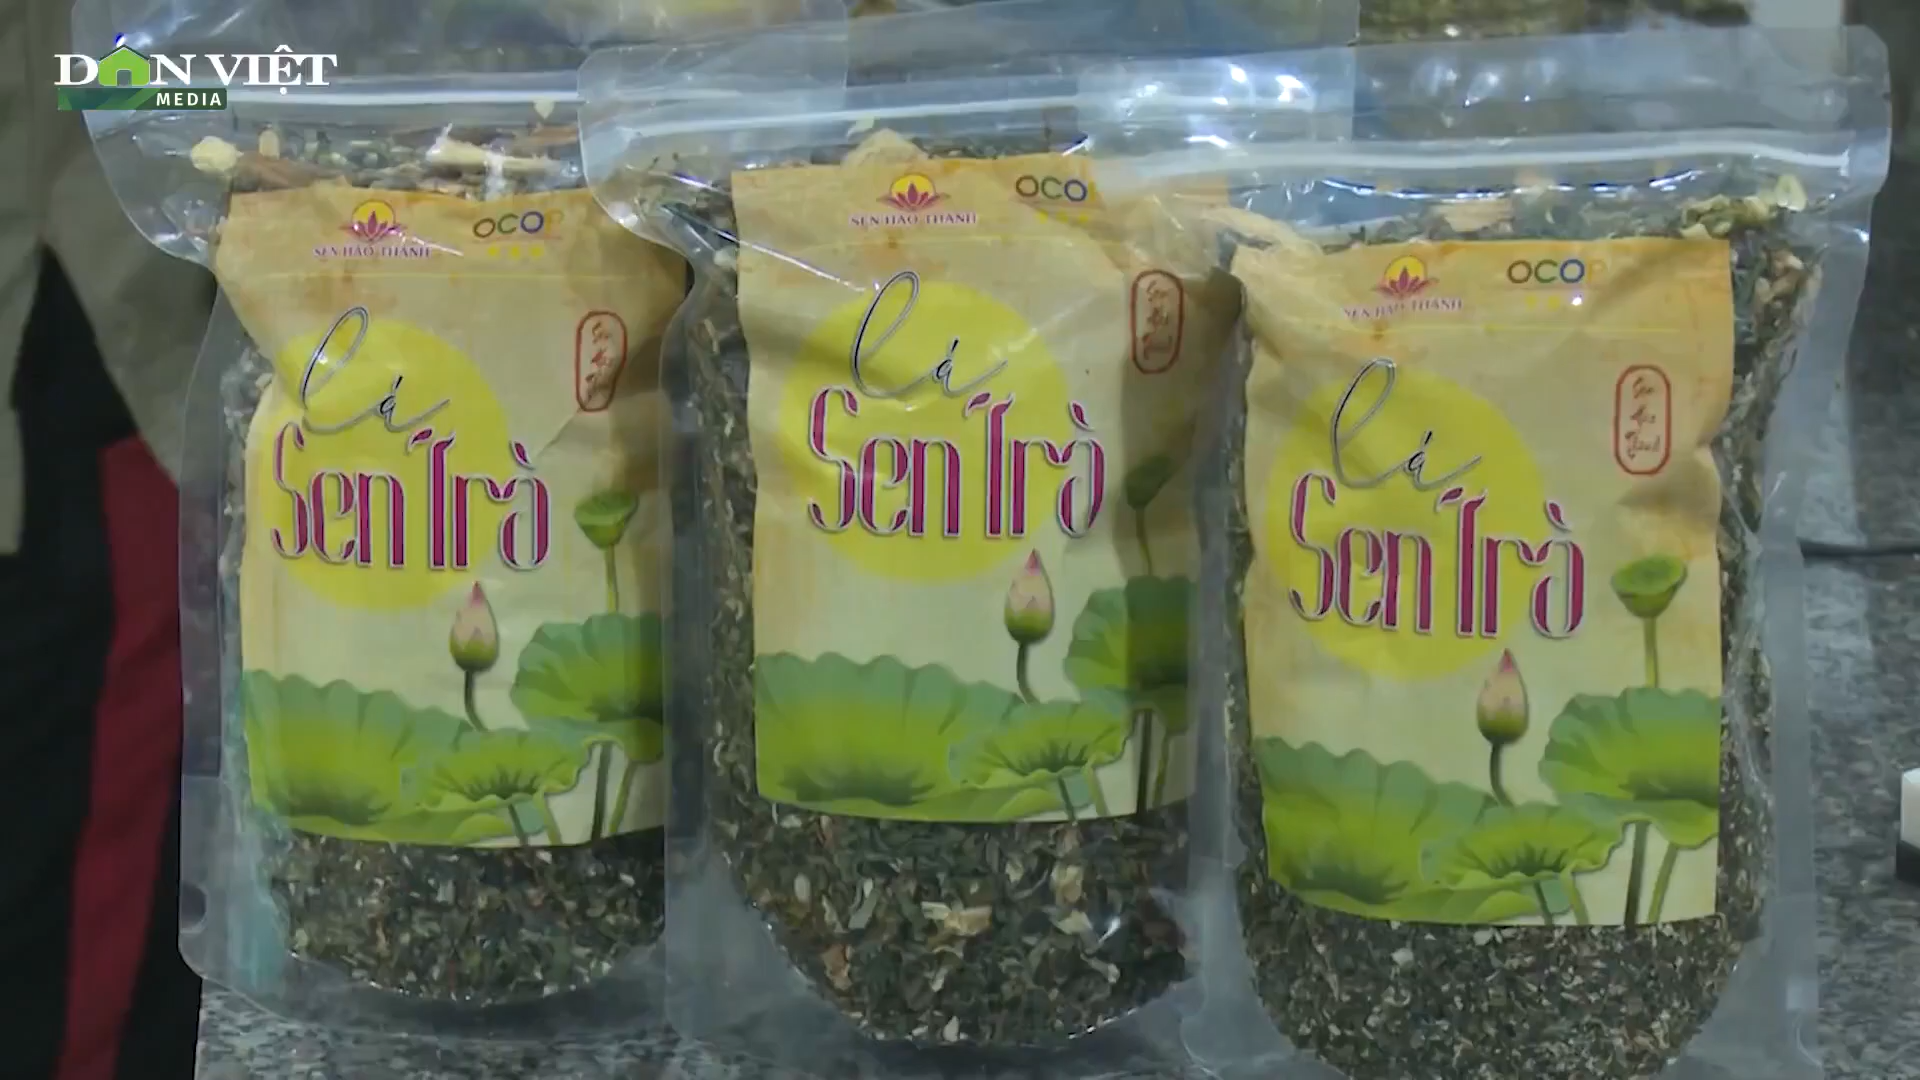 DÂN VIỆT
MEDIA
SEN HẢO THÀNH
OCOP
Lá
Sen Trà
SEN HẢO THÀNH
OCO
Lá
Sen Trà
SEN HẢO THÀNH
OCOP
Lá
Sen Trà